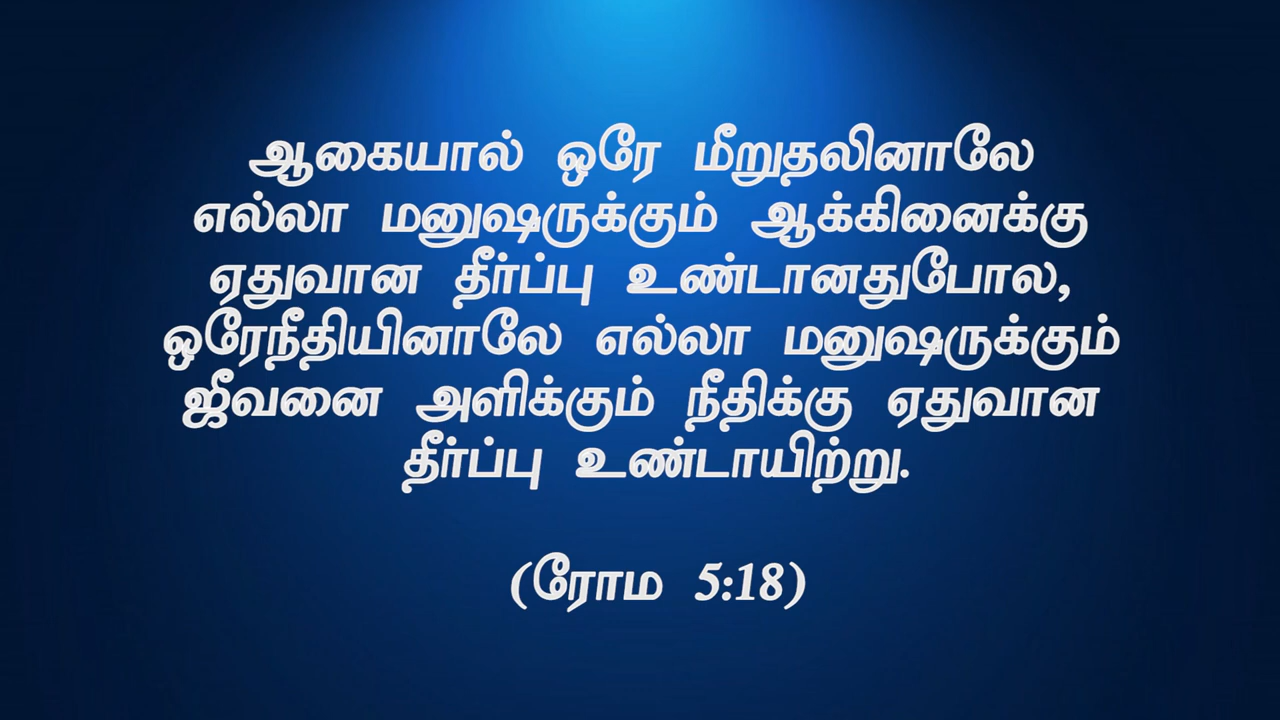 ஆகையால் ஒரே மீறுதலினாலே
எல்லா மனுஷருக்கும் ஆக்கினைக்கு
ஏதுவான தீர்ப்பு உண்டானதுபோல,
ஒரேநீதியினாலே எல்லா மனுஷருக்கும்
ஜீவனை அளிக்கும் நீதிக்கு ஏதுவான
தீர்ப்பு உண்டாயிற்று.
(ரோம 5:18)